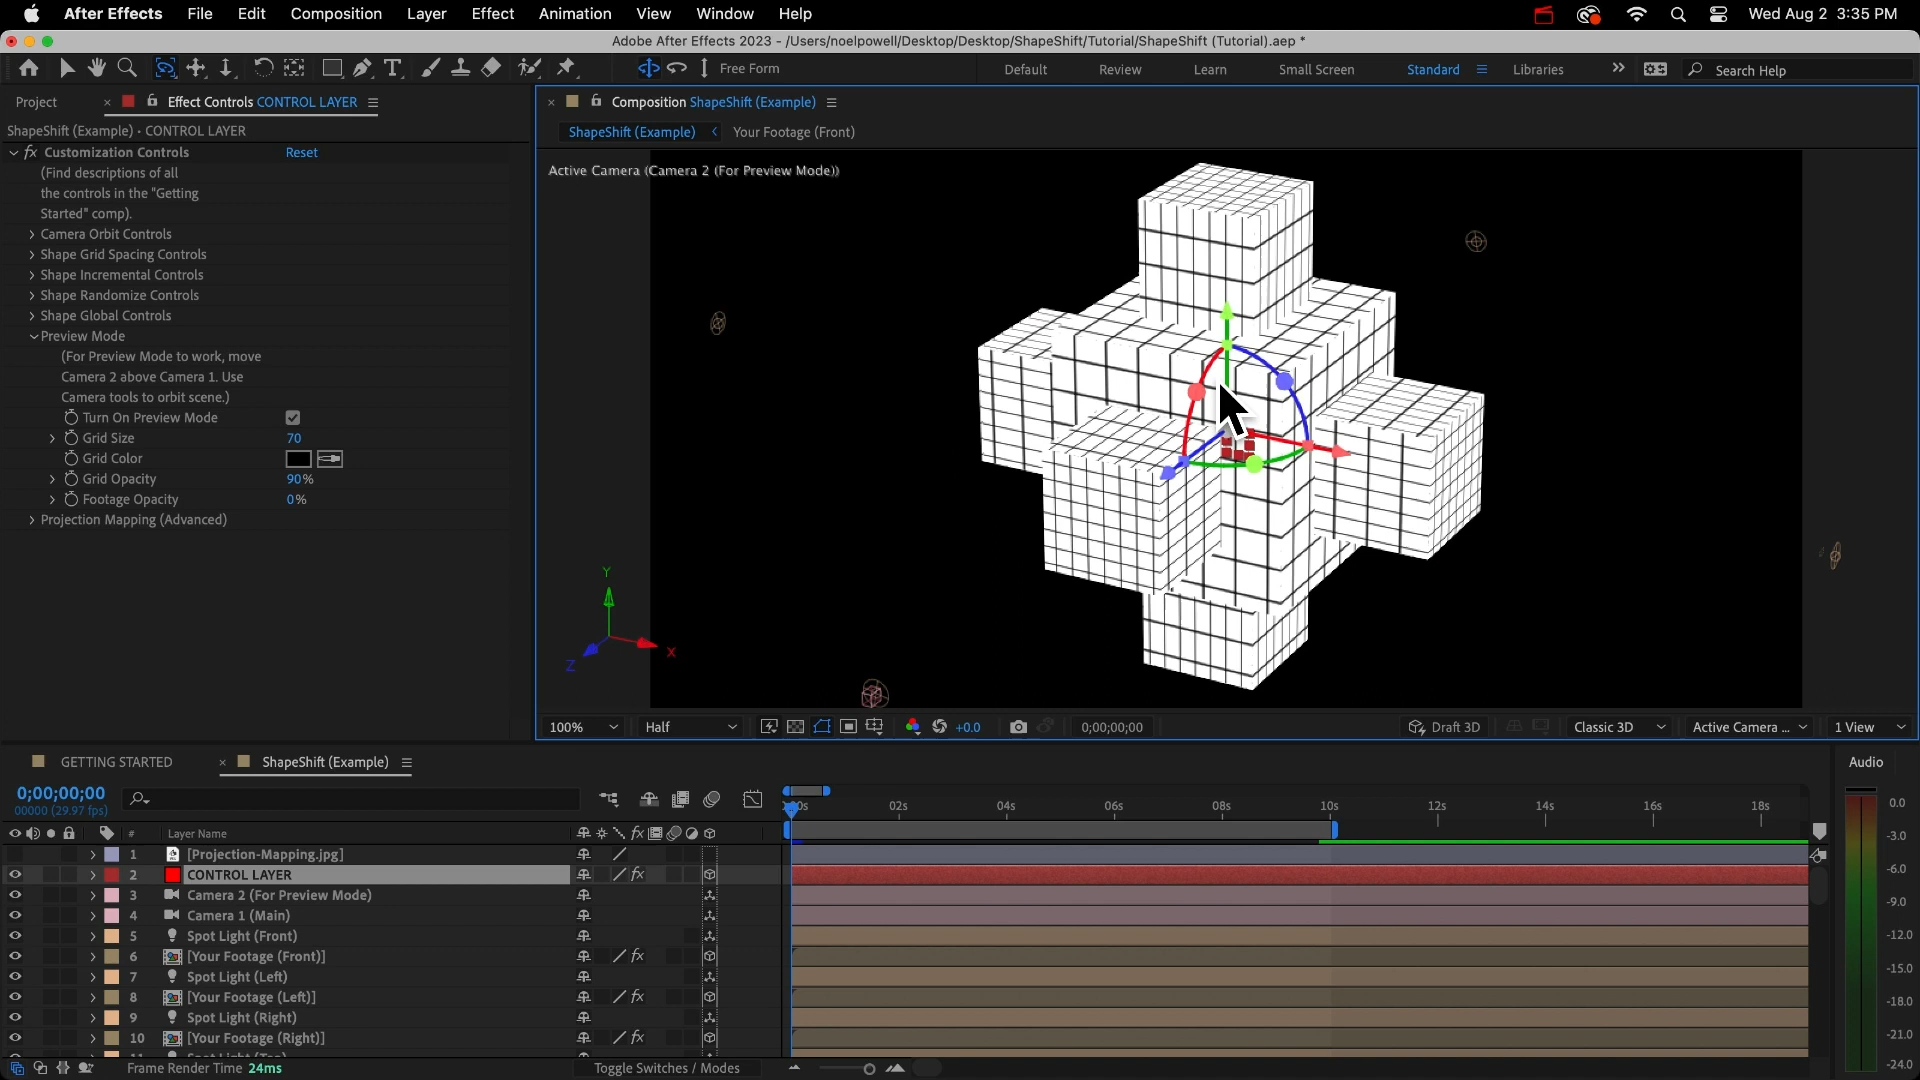 After Effects File Edit Composition Layer Effect Animation View Window Help Wed Aug 2 3:35 PM
Adobe After Effects 2023 - /Users/noelpowell/Desktop/Desktop/ShapeShift/Tutorial/ShapeShift (Tutorial).aep *
Free Form Default Review Learn Small Screen Standard Libraries Search Help
Project Effect Controls CONTROL LAYER
Composition ShapeShift (Example)
ShapeShift (Example) • CONTROL LAYER
ShapeShift (Example) Your Footage (Front)
fx Customization Controls Reset
(Find descriptions of all
the controls in the "Getting
Started" comp).
Camera Orbit Controls
Shape Grid Spacing Controls
Shape Incremental Controls
Shape Randomize Controls
Shape Global Controls
Preview Mode
(For Preview Mode to work, move
Camera 2 above Camera 1. Use
Camera tools to orbit scene.)
Turn On Preview Mode
Grid Size 70
Grid Color
Grid Opacity 90%
Footage Opacity 0%
Projection Mapping (Advanced)
Active Camera (Camera 2 (For Preview Mode))
Y
X
Z
100% Half +0.0 0;00;00;00 Draft 3D Classic 3D Active Camera ... 1 View
GETTING STARTED ShapeShift (Example) Audio
0;00;00;00
00000 (29.97 fps)
02s 04s 06s 08s 10s 12s 14s 16s 18s
# Layer Name fx
1 [Projection-Mapping.jpg]
2 CONTROL LAYER fx
3 Camera 2 (For Preview Mode)
4 Camera 1 (Main)
5 Spot Light (Front)
6 [Your Footage (Front)] fx
7 Spot Light (Left)
8 [Your Footage (Left)] fx
9 Spot Light (Right)
10 [Your Footage (Right)] fx
Frame Render Time 24ms Toggle Switches / Modes
0.0
-3.0
-6.0
-9.0
-12.0
-15.0
-18.0
-21.0
-24.0